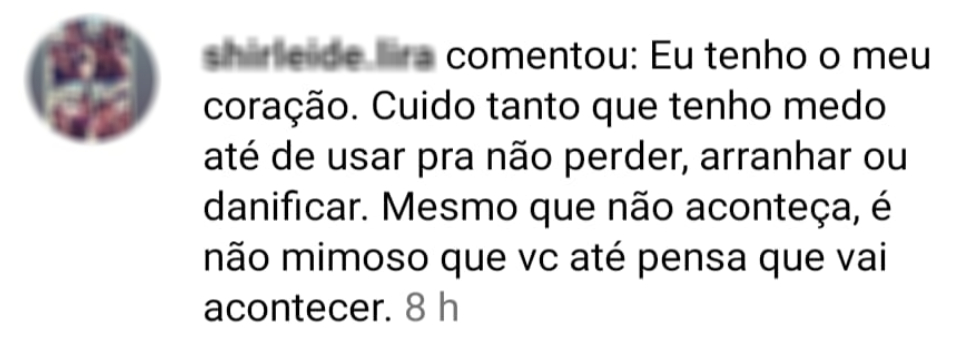 comentou: Eu tenho o meu
coração. Cuido tanto que tenho medo
até de usar pra não perder, arranhar ou
danificar. Mesmo que não aconteça, é
não mimoso que vc até pensa que vai
acontecer. 8 h